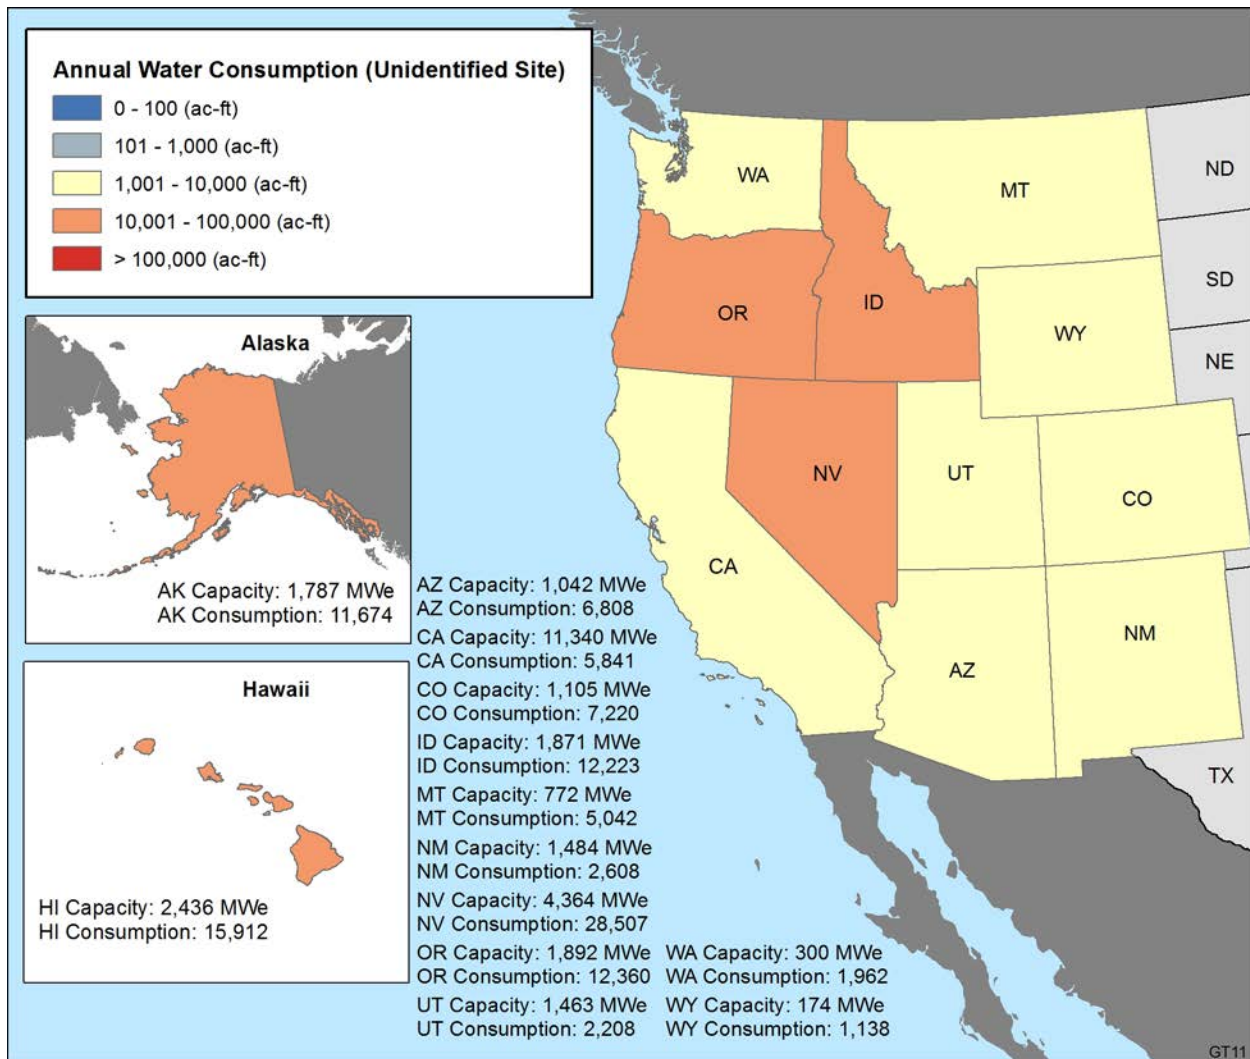 Annual Water Consumption (Unidentified Site)
0 - 100 (ac-ft)
101 - 1,000 (ac-ft)
1,001 - 10,000 (ac-ft)
10,001 - 100,000 (ac-ft)
> 100,000 (ac-ft)
WA
MT
ND
OR
ID
WY
SD
NE
NV
UT
CO
CA
AZ
NM
TX
Alaska
AK Capacity: 1,787 MWe
AK Consumption: 11,674
Hawaii
HI Capacity: 2,436 MWe
HI Consumption: 15,912
AZ Capacity: 1,042 MWe
AZ Consumption: 6,808
CA Capacity: 11,340 MWe
CA Consumption: 5,841
CO Capacity: 1,105 MWe
CO Consumption: 7,220
ID Capacity: 1,871 MWe
ID Consumption: 12,223
MT Capacity: 772 MWe
MT Consumption: 5,042
NM Capacity: 1,484 MWe
NM Consumption: 2,608
NV Capacity: 4,364 MWe
NV Consumption: 28,507
OR Capacity: 1,892 MWe
OR Consumption: 12,360
UT Capacity: 1,463 MWe
UT Consumption: 2,208
WA Capacity: 300 MWe
WA Consumption: 1,962
WY Capacity: 174 MWe
WY Consumption: 1,138
GT11